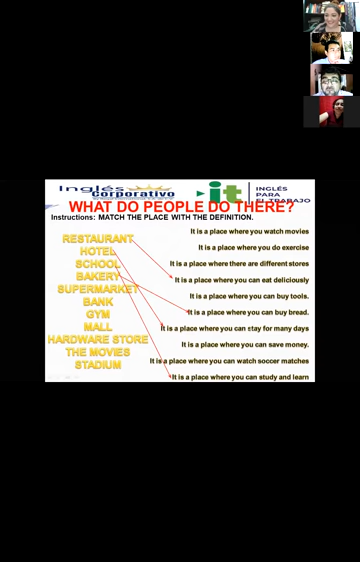 Inglés
Corporativo
it
INGLÉS
PARA
EL TRABAJO
WHAT DO PEOPLE DO THERE?
Instructions: MATCH THE PLACE WITH THE DEFINITION.
RESTAURANT
HOTEL
SCHOOL
BAKERY
SUPERMARKET
BANK
GYM
MALL
HARDWARE STORE
THE MOVIES
STADIUM
It is a place where you watch movies
It is a place where you do exercise
It is a place where there are different stores
It is a place where you can eat deliciously
It is a place where you can buy tools.
It is a place where you can buy bread.
It is a place where you can stay for many days
It is a place where you can save money.
It is a place where you can watch soccer matches
It is a place where you can study and learn